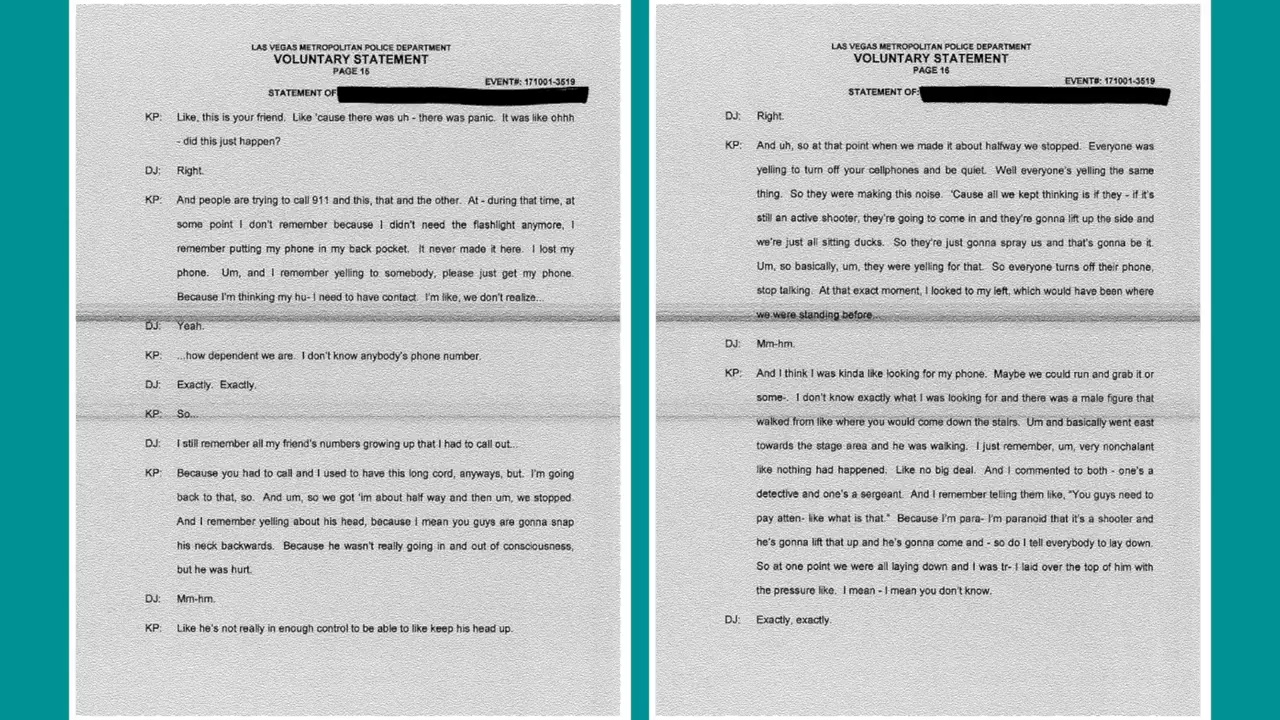 LAS VEGAS METROPOLITAN POLICE DEPARTMENT
VOLUNTARY STATEMENT
PAGE 15
EVENT#: 171001-3519
STATEMENT OF
KP: Like, this is your friend. Like 'cause there was uh - there was panic. It was like ohhh
- did this just happen?
DJ: Right.
KP: And people are trying to call 911 and this, that and the other. At - during that time, at
some point I don't remember because I didn't need the flashlight anymore, I
remember putting my phone in my back pocket. It never made it here. I lost my
phone. Um, and I remember yelling to somebody, please just get my phone.
Because I'm thinking my hu- I need to have contact. I'm like, we don't realize...
DJ: Yeah.
KP: ...how dependent we are. I don't know anybody's phone number.
DJ: Exactly. Exactly.
KP: So...
DJ: I still remember all my friend's numbers growing up that I had to call out...
KP: Because you had to call and I used to have this long cord, anyways, but. I'm going
back to that, so. And um, so we got 'im about half way and then um, we stopped.
And I remember yelling about his head, because I mean you guys are gonna snap
his neck backwards. Because he wasn't really going in and out of consciousness,
but he was hurt.
DJ: Mm-hm.
KP: Like he's not really in enough control to be able to like keep his head up.
LAS VEGAS METROPOLITAN POLICE DEPARTMENT
VOLUNTARY STATEMENT
PAGE 16
EVENT#: 171001-3519
STATEMENT OF:
DJ: Right.
KP: And uh, so at that point when we made it about halfway we stopped. Everyone was
yelling to turn off your cellphones and be quiet. Well everyone's yelling the same
thing. So they were making this noise. 'Cause all we kept thinking is if they - if it's
still an active shooter, they're going to come in and they're gonna lift up the side and
we're just all sitting ducks. So they're just gonna spray us and that's gonna be it.
Um, so basically, um, they were yelling for that. So everyone turns off their phone,
stop talking. At that exact moment, I looked to my left, which would have been where
we were standing before...
DJ: Mm-hm.
KP: And I think I was kinda like looking for my phone. Maybe we could run and grab it or
some-. I don't know exactly what I was looking for and there was a male figure that
walked from like where you would come down the stairs. Um and basically went east
towards the stage area and he was walking. I just remember, um, very nonchalant
like nothing had happened. Like no big deal. And I commented to both - one's a
detective and one's a sergeant. And I remember telling them like, "You guys need to
pay atten- like what is that." Because I'm para- I'm paranoid that it's a shooter and
he's gonna lift that up and he's gonna come and - so do I tell everybody to lay down.
So at one point we were all laying down and I was tr- I laid over the top of him with
the pressure like. I mean - I mean you don't know.
DJ: Exactly, exactly.